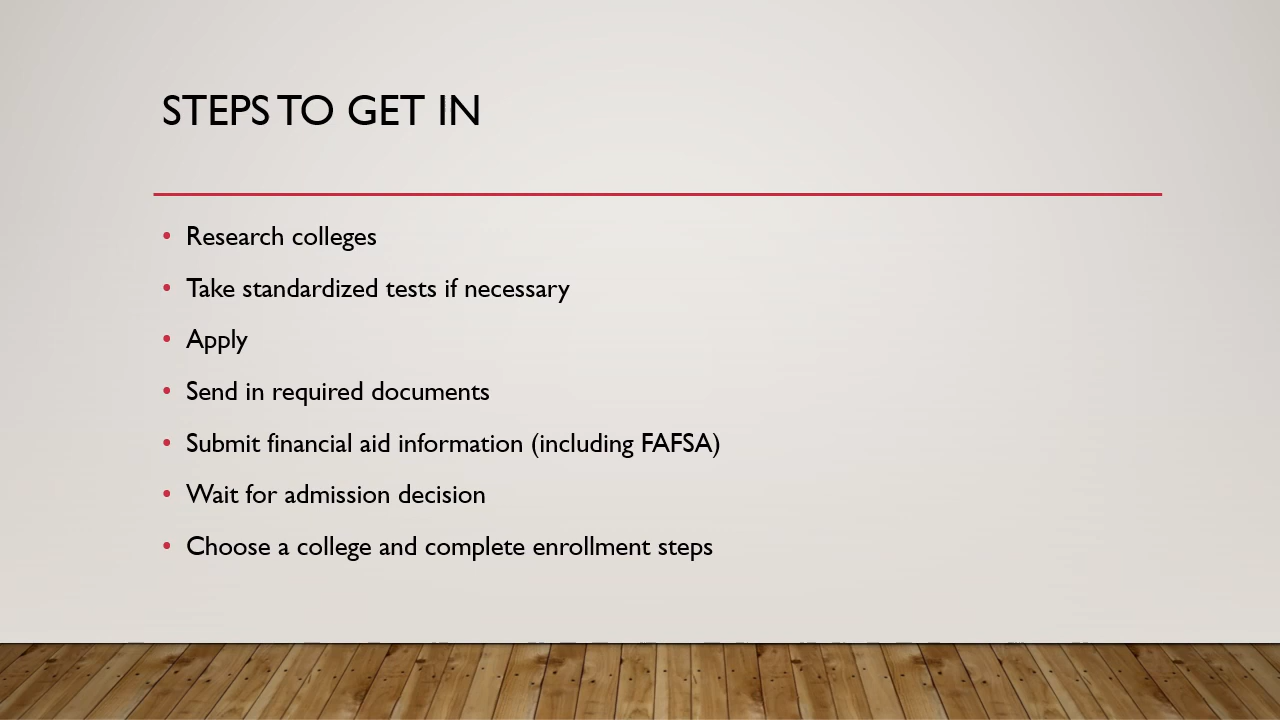 STEPS TO GET IN
• Research colleges
• Take standardized tests if necessary
• Apply
• Send in required documents
• Submit financial aid information (including FAFSA)
• Wait for admission decision
• Choose a college and complete enrollment steps